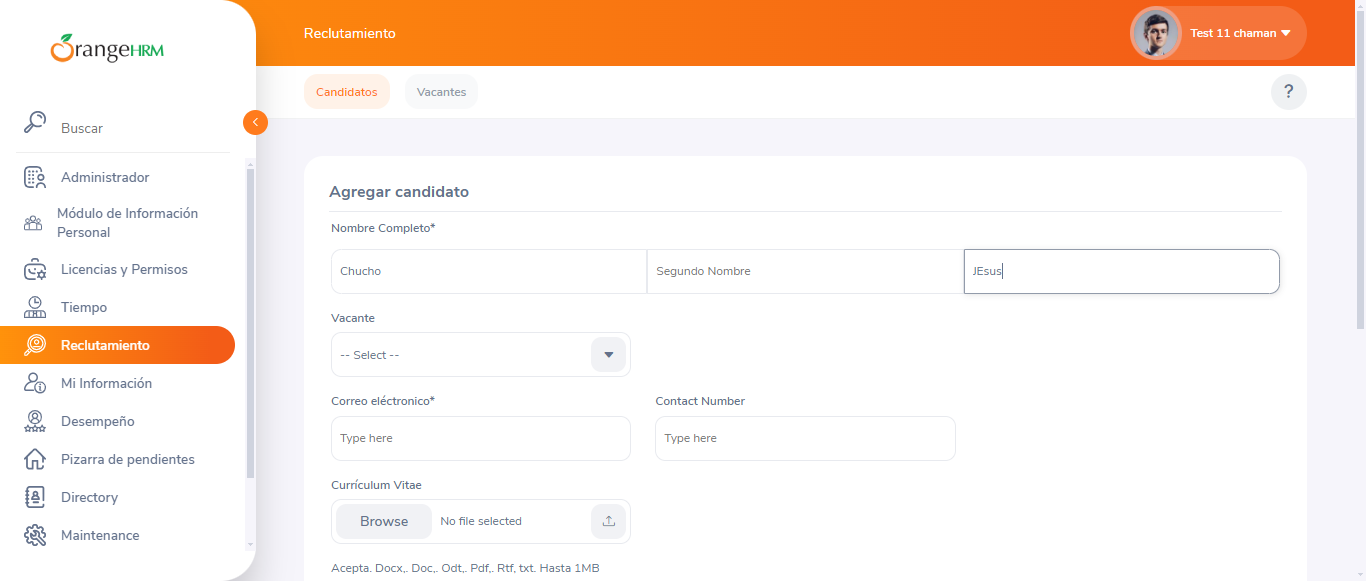 OrangeHRM
Reclutamiento
Test 11 chaman
Candidatos
Vacantes
?
Buscar
Administrador
Módulo de Información
Personal
Licencias y Permisos
Tiempo
Reclutamiento
Mi Información
Desempeño
Pizarra de pendientes
Directory
Maintenance
Agregar candidato
Nombre Completo*
Chucho
Segundo Nombre
JEsus
Vacante
-- Select --
Correo eléctronico*
Contact Number
Type here
Type here
Currículum Vitae
Browse
No file selected
Acepta. Docx,. Doc,. Odt,. Pdf,. Rtf, txt. Hasta 1MB